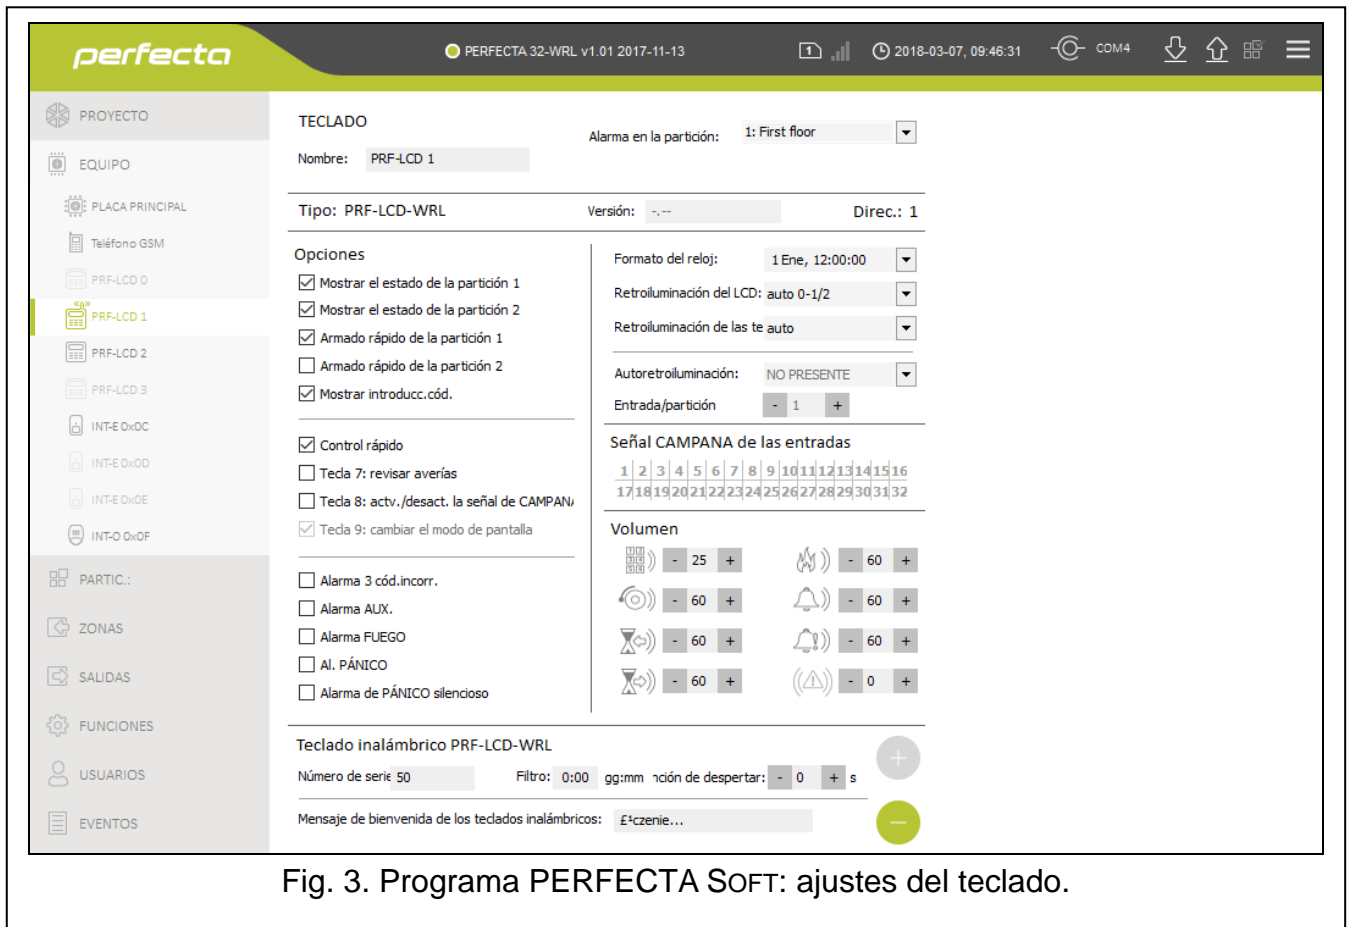 perfecta
PERFECTA 32-WRL v1.01 2017-11-13
1
2018-03-07, 09:46:31
COM4
PROYECTO
EQUIPO
PLACA PRINCIPAL
Teléfono GSM
PRF-LCD 0
PRF-LCD 1
PRF-LCD 2
PRF-LCD 3
INT-E 0x0C
INT-E 0x0D
INT-E 0x0E
INT-O 0x0F
PARTIC.:
ZONAS
SALIDAS
FUNCIONES
USUARIOS
EVENTOS
TECLADO
Alarma en la partición: 1: First floor
Nombre: PRF-LCD 1
Tipo: PRF-LCD-WRL Versión: -.-- Direc.: 1
Opciones
Mostrar el estado de la partición 1
Mostrar el estado de la partición 2
Armado rápido de la partición 1
Armado rápido de la partición 2
Mostrar introducc.cód.
Control rápido
Tecla 7: revisar averías
Tecla 8: actv./desact. la señal de CAMPANA
Tecla 9: cambiar el modo de pantalla
Alarma 3 cód.incorr.
Alarma AUX.
Alarma FUEGO
Al. PÁNICO
Alarma de PÁNICO silencioso
Formato del reloj: 1 Ene, 12:00:00
Retroiluminación del LCD: auto 0-1/2
Retroiluminación de las te auto
Autoretroiluminación: NO PRESENTE
Entrada/partición - 1 +
Señal CAMPANA de las entradas
1 2 3 4 5 6 7 8 9 10 11 12 13 14 15 16
17 18 19 20 21 22 23 24 25 26 27 28 29 30 31 32
Volumen
- 25 + - 60 +
- 60 + - 60 +
- 60 + - 60 +
- 60 + - 0 +
Teclado inalámbrico PRF-LCD-WRL
Número de serie 50 Filtro: 0:00 gg:mm nción de despertar: - 0 + s
Mensaje de bienvenida de los teclados inalámbricos: £¹czenie...
Fig. 3. Programa PERFECTA SOFT: ajustes del teclado.